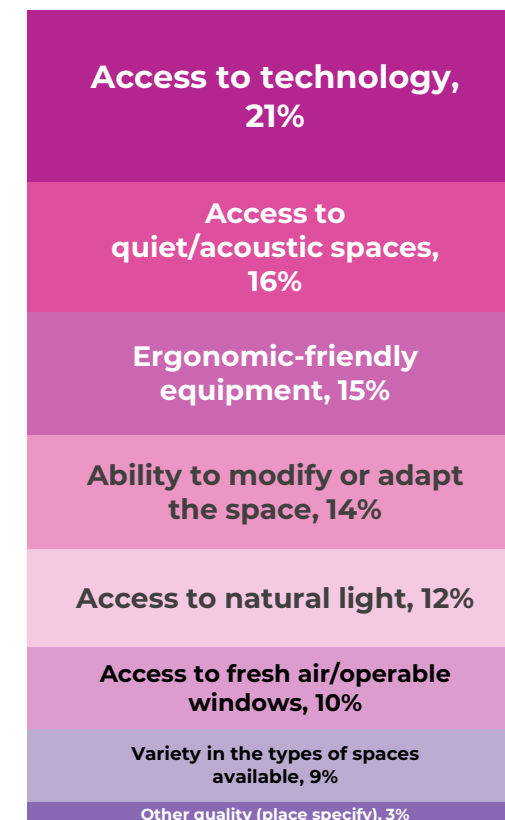 Access to technology,
21%
Access to
quiet/acoustic spaces,
16%
Ergonomic-friendly
equipment, 15%
Ability to modify or adapt
the space, 14%
Access to natural light, 12%
Access to fresh air/operable
windows, 10%
Variety in the types of spaces
available, 9%
Other quality (place specify), 3%